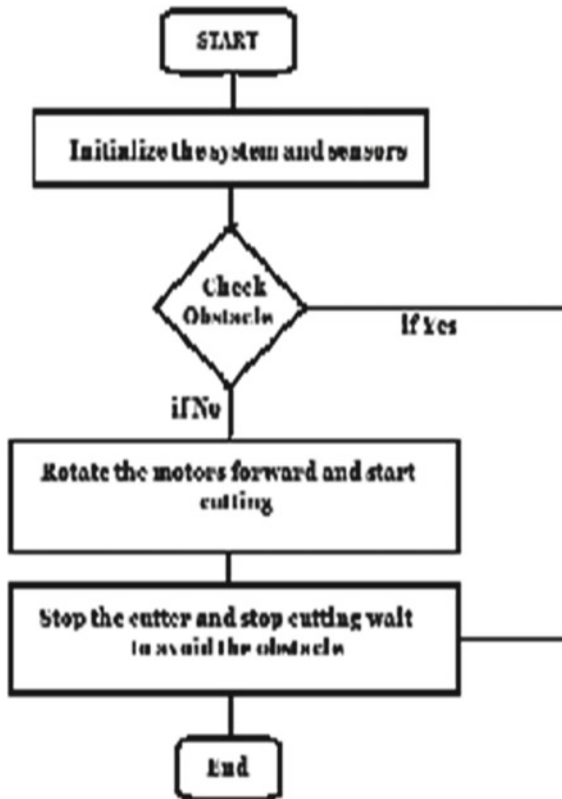 START
Initialize the system and sensors
Check
Obstacle
if Yes
if No
Rotate the motors forward and start
cutting
Stop the cutter and stop cutting wait
to avoid the obstacle
End